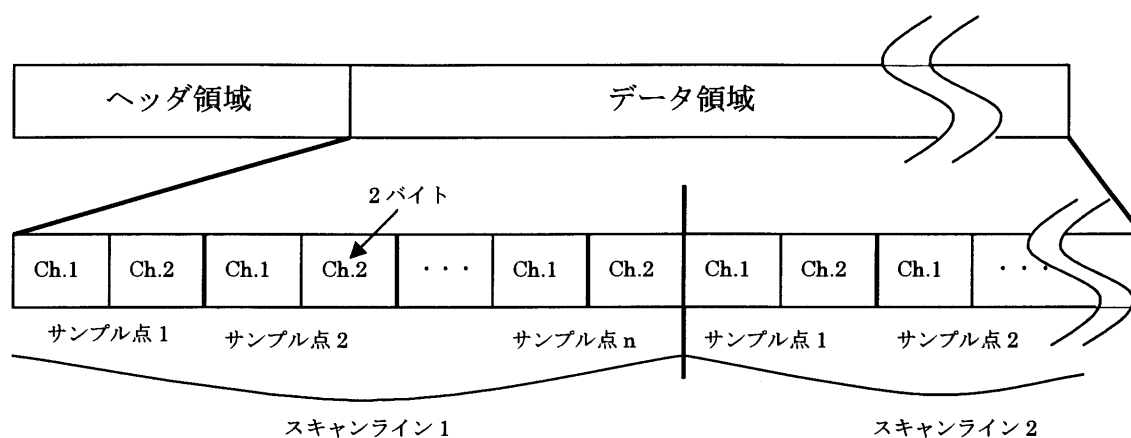 ヘッダ領域 データ領域
2 バイト
Ch.1 Ch.2 Ch.1 Ch.2 ・・・ Ch.1 Ch.2 Ch.1 Ch.2 Ch.1 ・・・
サンプル点 1 サンプル点 2 サンプル点 n サンプル点 1 サンプル点 2
スキャンライン 1 スキャンライン 2